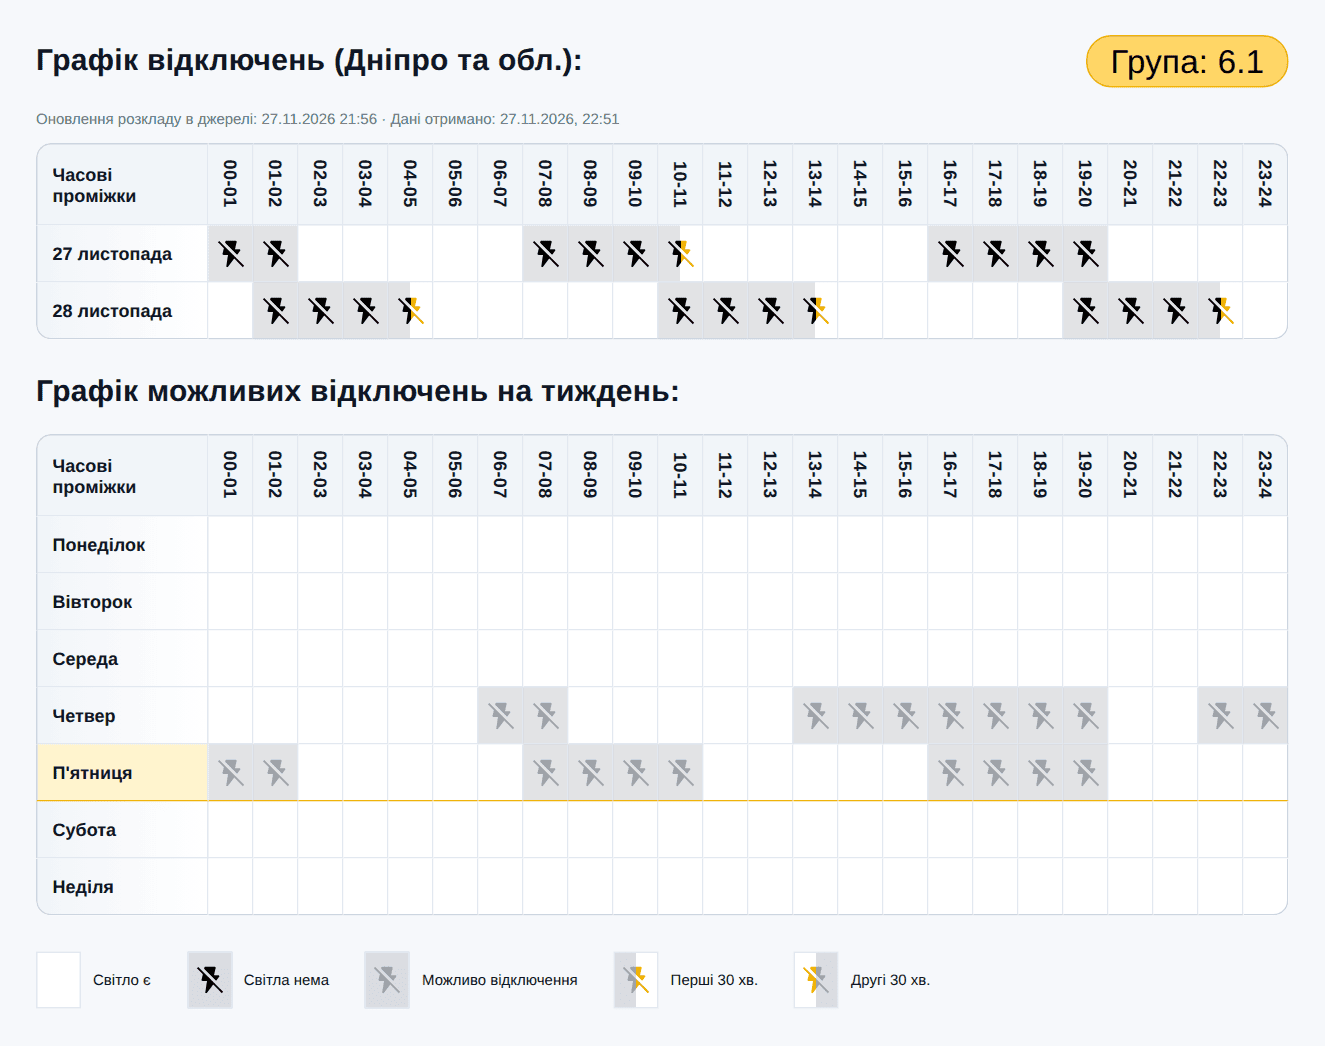 Графік відключень (Дніпро та обл.):
Група: 6.1
Оновлення розкладу в джерелі: 27.11.2026 21:56 · Дані отримано: 27.11.2026, 22:51
Часові проміжки 00-01 01-02 02-03 03-04 04-05 05-06 06-07 07-08 08-09 09-10 10-11 11-12 12-13 13-14 14-15 15-16 16-17 17-18 18-19 19-20 20-21 21-22 22-23 23-24
27 листопада
28 листопада
Графік можливих відключень на тиждень:
Часові проміжки 00-01 01-02 02-03 03-04 04-05 05-06 06-07 07-08 08-09 09-10 10-11 11-12 12-13 13-14 14-15 15-16 16-17 17-18 18-19 19-20 20-21 21-22 22-23 23-24
Понеділок
Вівторок
Середа
Четвер
П'ятниця
Субота
Неділя
Світло є Світла нема Можливо відключення Перші 30 хв. Другі 30 хв.